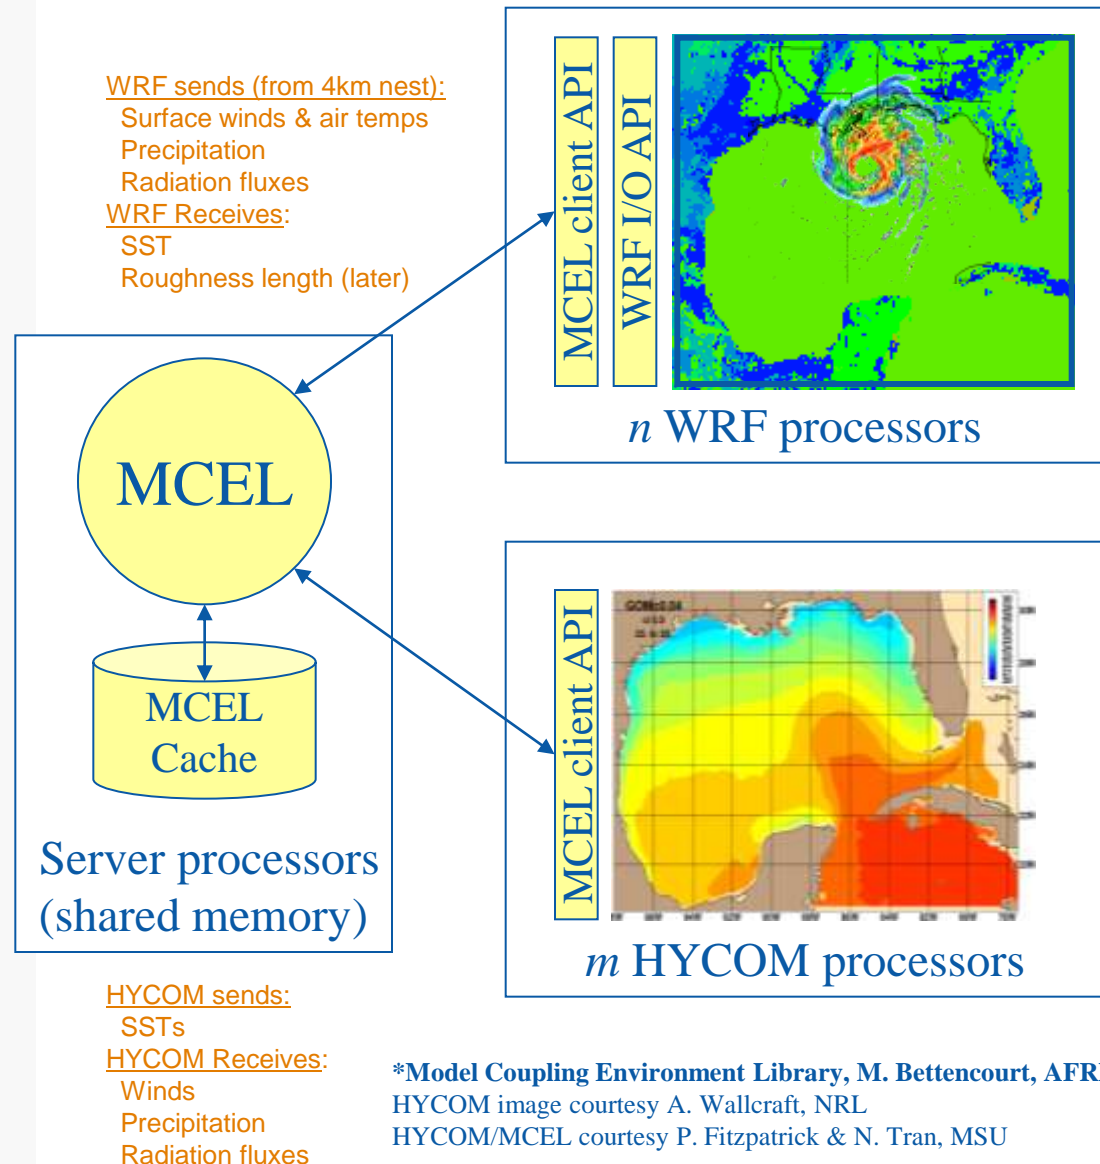 WRF sends (from 4km nest):
Surface winds & air temps
Precipitation
Radiation fluxes
WRF Receives:
SST
Roughness length (later)
MCEL client API
WRF I/O API
n WRF processors
MCEL
MCEL
Cache
Server processors
(shared memory)
MCEL client API
m HYCOM processors
HYCOM sends:
SSTs
HYCOM Receives:
Winds
Precipitation
Radiation fluxes
*Model Coupling Environment Library, M. Bettencourt,
HYCOM image courtesy A. Wallcraft, NRL
HYCOM/MCEL courtesy P. Fitzpatrick & N. Tran, MSU